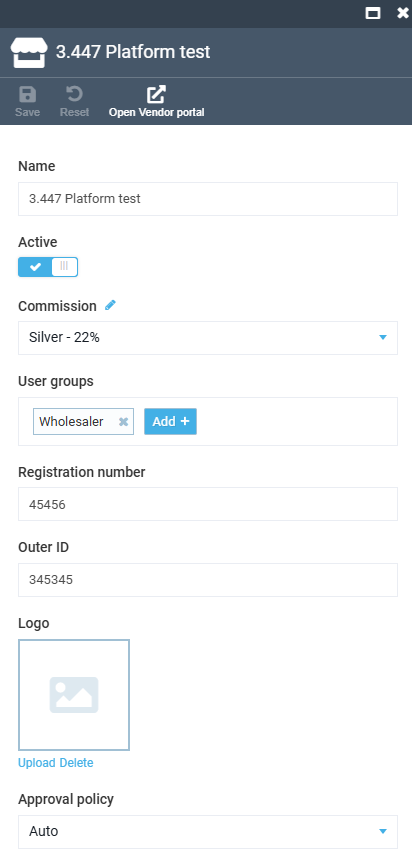 3.447 Platform test
Save Reset Open Vendor portal
Name
3.447 Platform test
Active
Commission
Silver - 22%
User groups
Wholesaler Add +
Registration number
45456
Outer ID
345345
Logo
Upload Delete
Approval policy
Auto